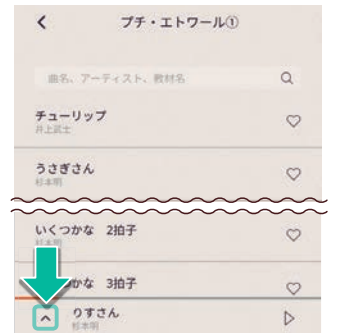 プチ・エトワール①
曲名、アーティスト、教材名
チューリップ
井上武士
うさぎさん
杉本明
いくつかな 2拍子
杉本明
かな 3拍子
りすさん
杉本明